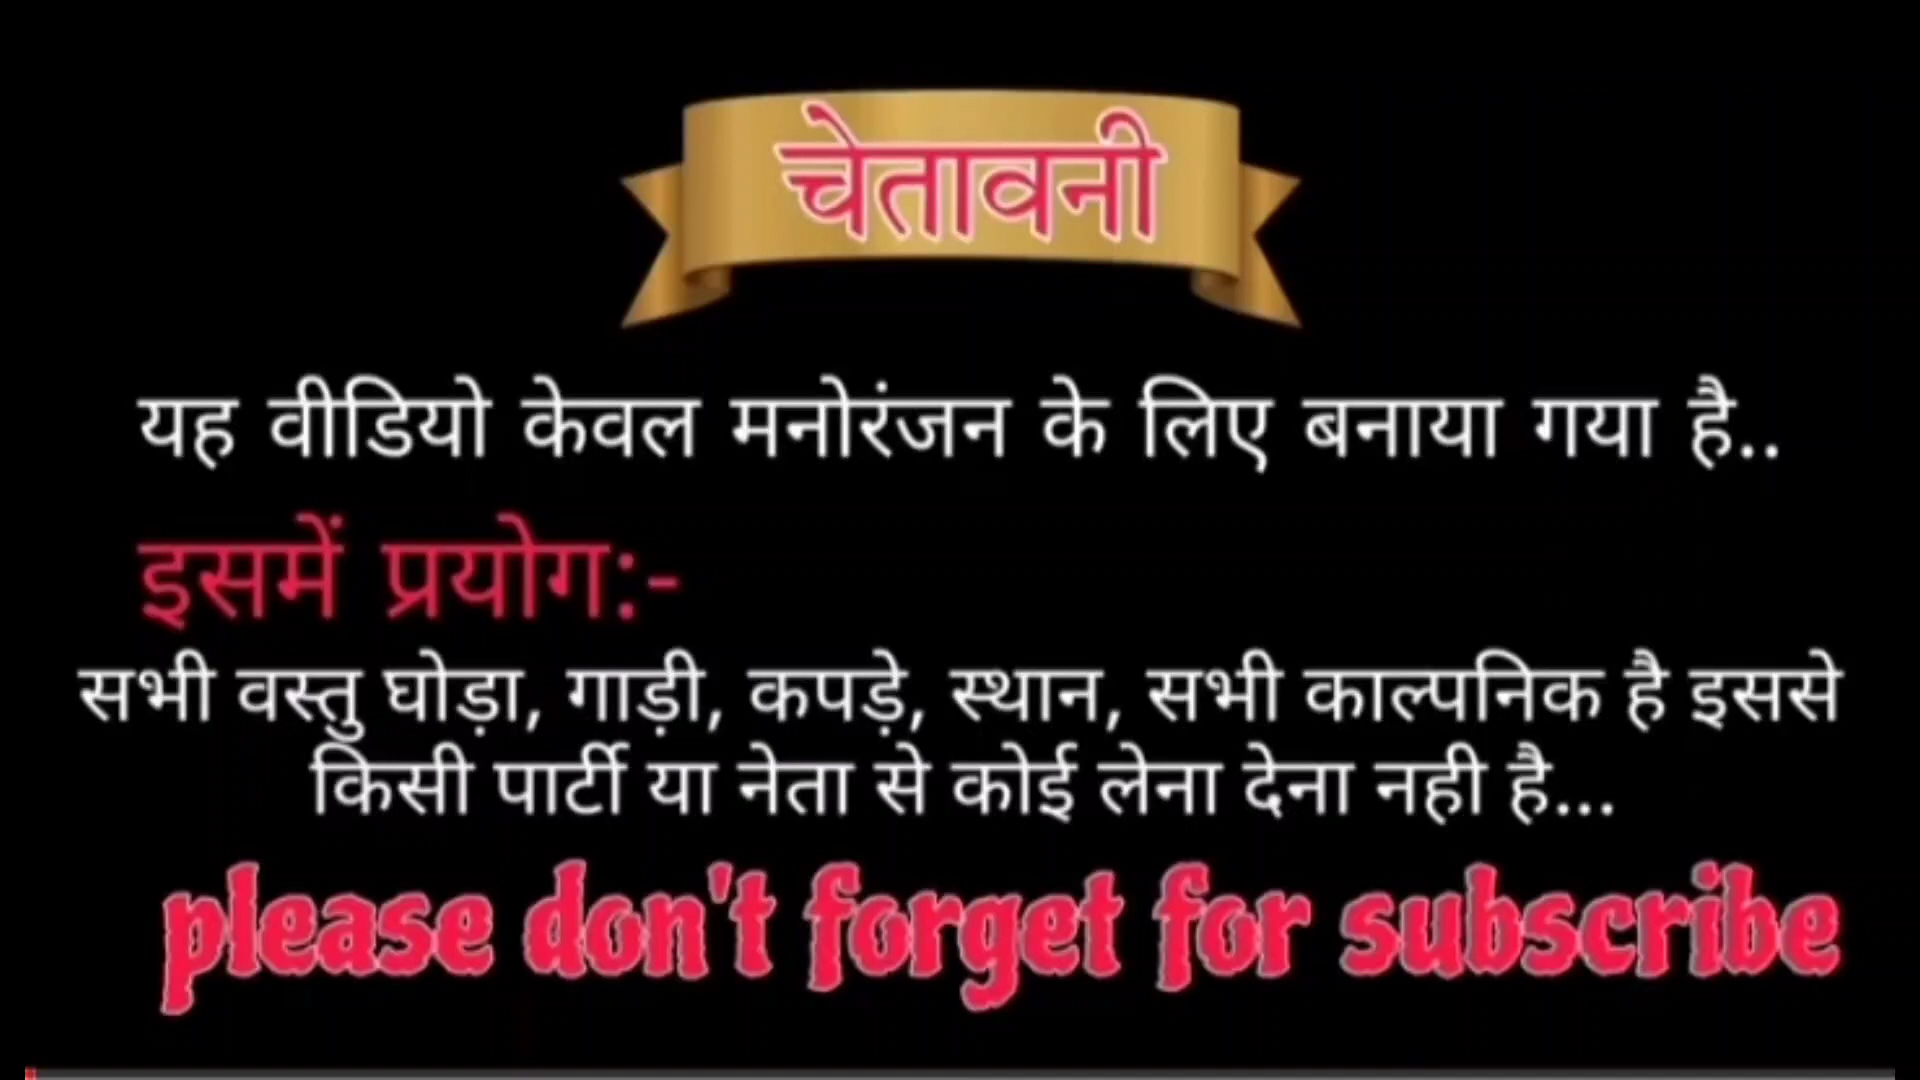 चेतावनी
यह वीडियो केवल मनोरंजन के लिए बनाया गया है..
इसमें प्रयोग:-
सभी वस्तु घोड़ा, गाड़ी, कपड़े, स्थान, सभी काल्पनिक है इससे
किसी पार्टी या नेता से कोई लेना देना नही है...
please don't forget for subscribe